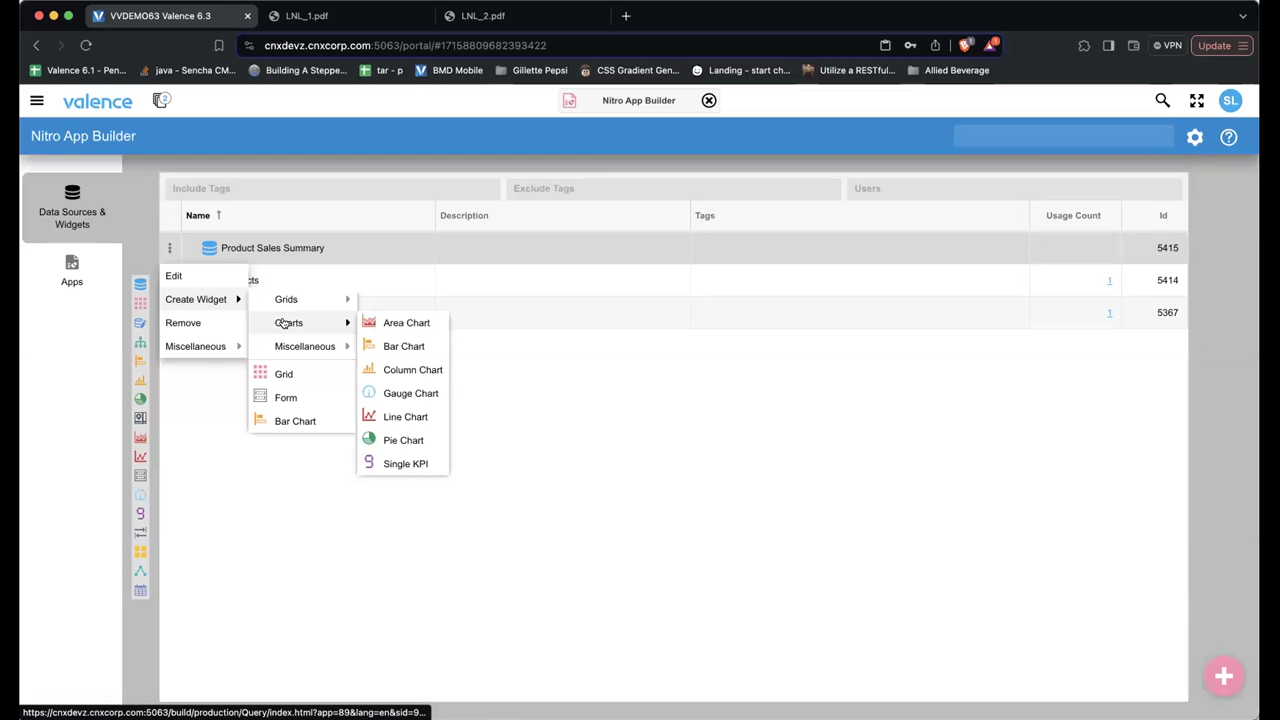 VVDEMO63 Valence 6.3
LNL_1.pdf
LNL_2.pdf
cnxdevz.cnxcorp.com:5063/portal/#17158809682393422
VPN
Update
Valence 6.1 - Pen...
java - Sencha CM...
Building A Steppe...
tar - p
BMD Mobile
Gillette Pepsi
CSS Gradient Gen...
Landing - start ch...
Utilize a RESTful...
Allied Beverage
valence
2
Nitro App Builder
SL
Nitro App Builder
Data Sources &
Widgets
Apps
Include Tags
Exclude Tags
Users
Name
Description
Tags
Usage Count
Id
Product Sales Summary
5415
cts
1
5414
1
5367
Edit
Create Widget
Remove
Miscellaneous
Grids
Charts
Miscellaneous
Grid
Form
Bar Chart
Area Chart
Bar Chart
Column Chart
Gauge Chart
Line Chart
Pie Chart
Single KPI
https://cnxdevz.cnxcorp.com:5063/build/production/Query/index.html?app=89&lang=en&sid=9...